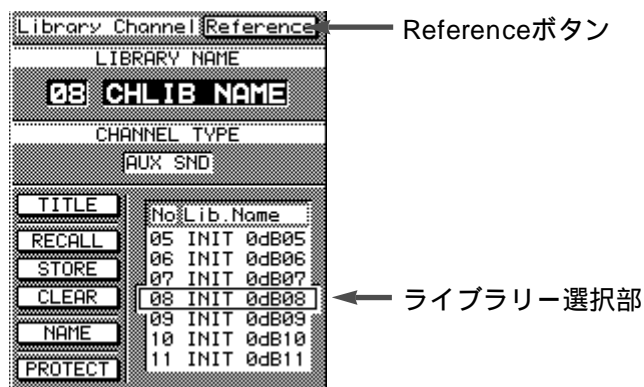 Library Channel Reference
Referenceボタン
LIBRARY NAME
08 CHLIB NAME
CHANNEL TYPE
AUX SND
TITLE
RECALL
STORE
CLEAR
NAME
PROTECT
No Lib.Name
05 INIT 0dB05
06 INIT 0dB06
07 INIT 0dB07
08 INIT 0dB08
09 INIT 0dB09
10 INIT 0dB10
11 INIT 0dB11
ライブラリー選択部